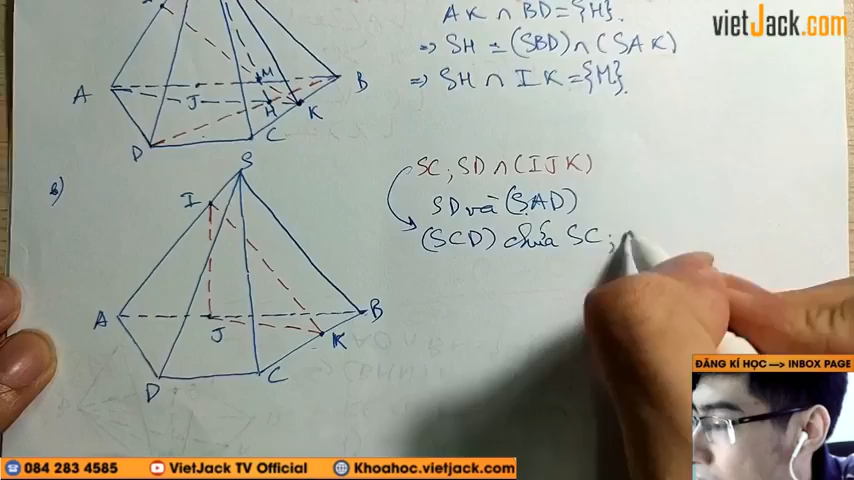 vietJack.com
AK ∩ BD = {H}.
⇒ SH = (SBD) ∩ (SAK)
⇒ SH ∩ IK = {M}.
A
J
M
H
K
B
C
D
b)
S
I
A
J
B
K
C
D
SC; SD ∩ (IJK)
SD và (SAD)
(SCD) chứa SC;
ĐĂNG KÍ HỌC —> INBOX PAGE
084 283 4585 VietJack TV Official Khoahoc.vietjack.com